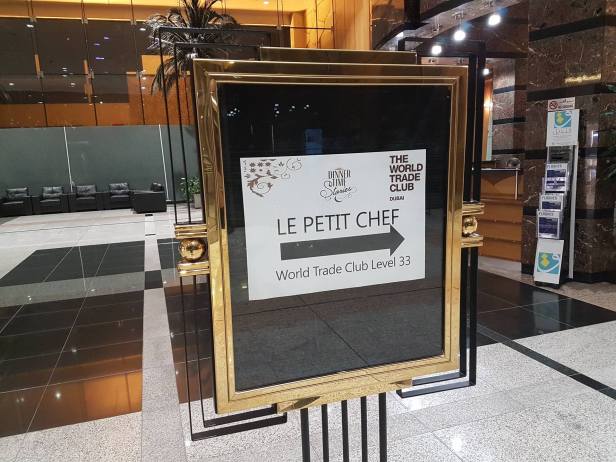 DINNER
TIME
Stories
THE
WORLD
TRADE
CLUB
DUBAI
LE PETIT CHEF
World Trade Club Level 33